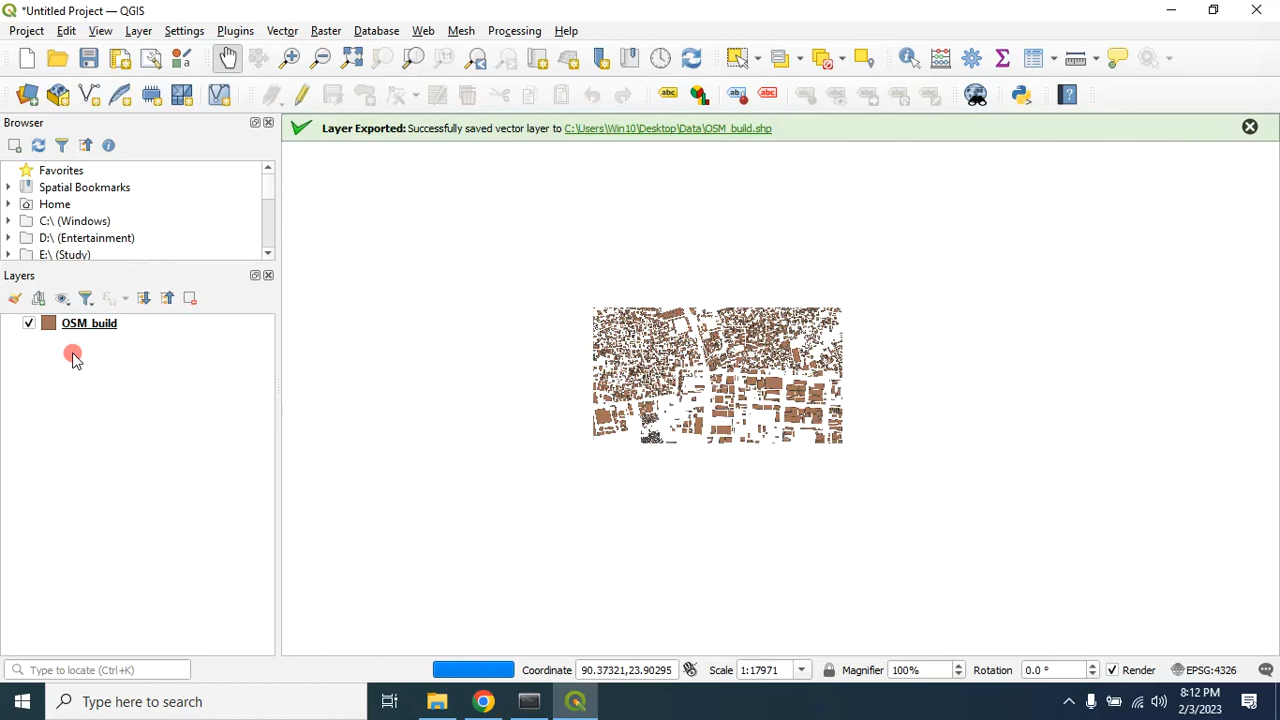 *Untitled Project — QGIS
Project Edit View Layer Settings Plugins Vector Raster Database Web Mesh Processing Help
Browser
Layer Exported: Successfully saved vector layer to C:\Users\Win10\Desktop\Data\OSM_build.shp
Favorites
Spatial Bookmarks
Home
C:\ (Windows)
D:\ (Entertainment)
E:\ (Study)
Layers
OSM_build
Type to locate (Ctrl+K)
Coordinate 90.37321,23.90295 Scale 1:17971 Magnifier 100% Rotation 0.0 ° Render EPSG:4326
Type here to search
8:12 PM
2/3/2023